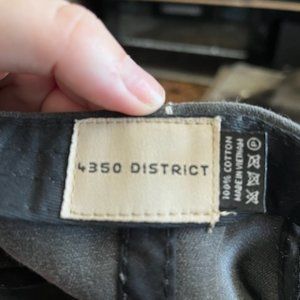 4350 DISTRICT
100% COTTON
MADE IN VIETNAM